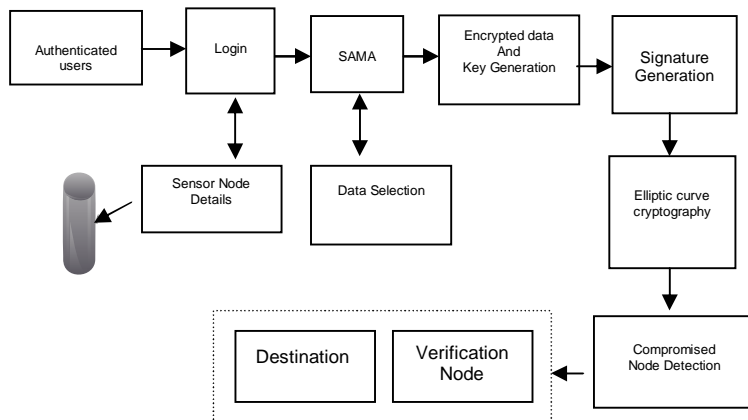 Authenticated
users
Login
SAMA
Encrypted data
And
Key Generation
Signature
Generation
Sensor Node
Details
Data Selection
Elliptic curve
cryptography
Destination
Verification
Node
Compromised
Node Detection